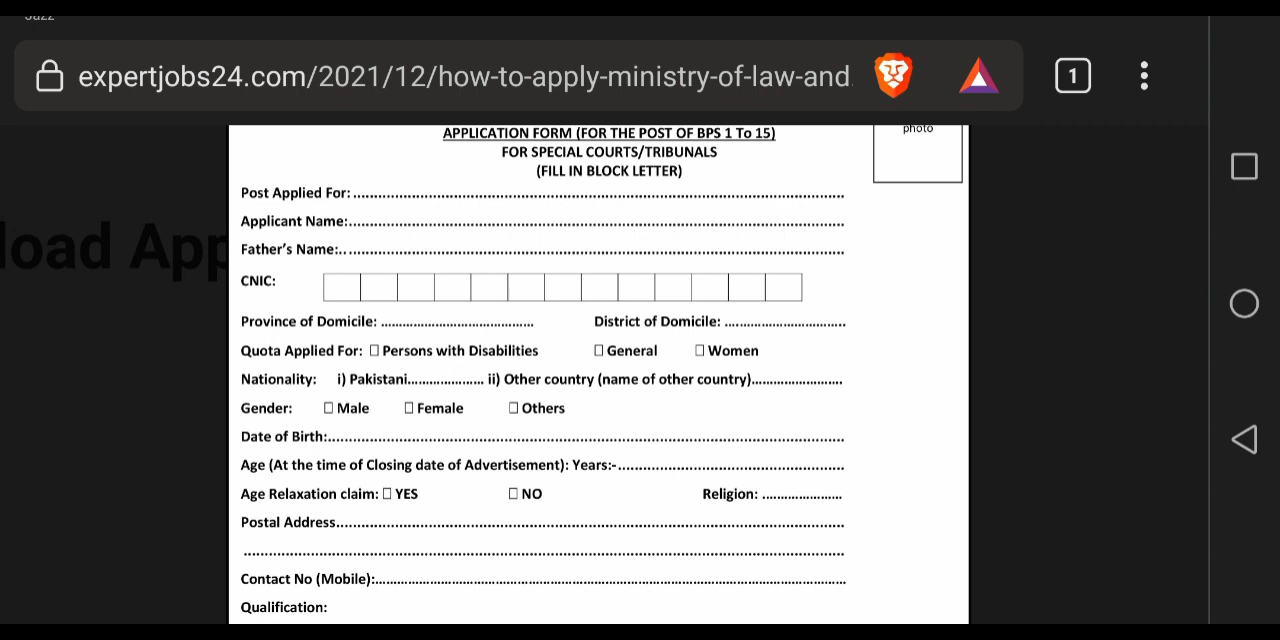 Jazz
expertjobs24.com/2021/12/how-to-apply-ministry-of-law-and.
1
load App
APPLICATION FORM (FOR THE POST OF BPS 1 To 15)
photo
FOR SPECIAL COURTS/TRIBUNALS
(FILL IN BLOCK LETTER)
Post Applied For:
Applicant Name:
Father's Name:
CNIC:
Province of Domicile: District of Domicile:
Quota Applied For: □ Persons with Disabilities □ General □ Women
Nationality: i) Pakistani.................... ii) Other country (name of other country).......................
Gender: □ Male □ Female □ Others
Date of Birth:
Age (At the time of Closing date of Advertisement): Years:-
Age Relaxation claim: □ YES □ NO Religion:
Postal Address
Contact No (Mobile):
Qualification: